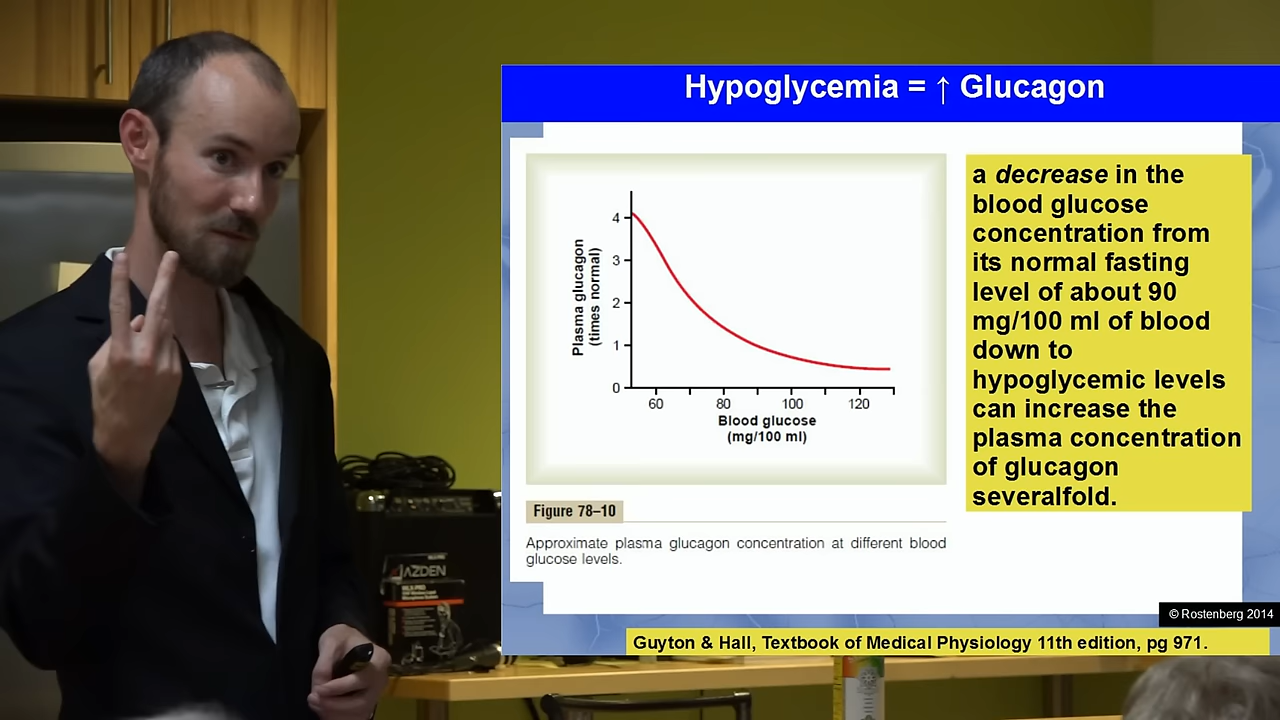 Hypoglycemia = ↑ Glucagon
4
3
2
1
0
Plasma glucagon
(times normal)
60
80
100
120
Blood glucose
(mg/100 ml)
Figure 78–10
Approximate plasma glucagon concentration at different blood
glucose levels.
a decrease in the
blood glucose
concentration from
its normal fasting
level of about 90
mg/100 ml of blood
down to
hypoglycemic levels
can increase the
plasma concentration
of glucagon
severalfold.
© Rostenberg 2014
Guyton & Hall, Textbook of Medical Physiology 11th edition, pg 971.
AZDEN